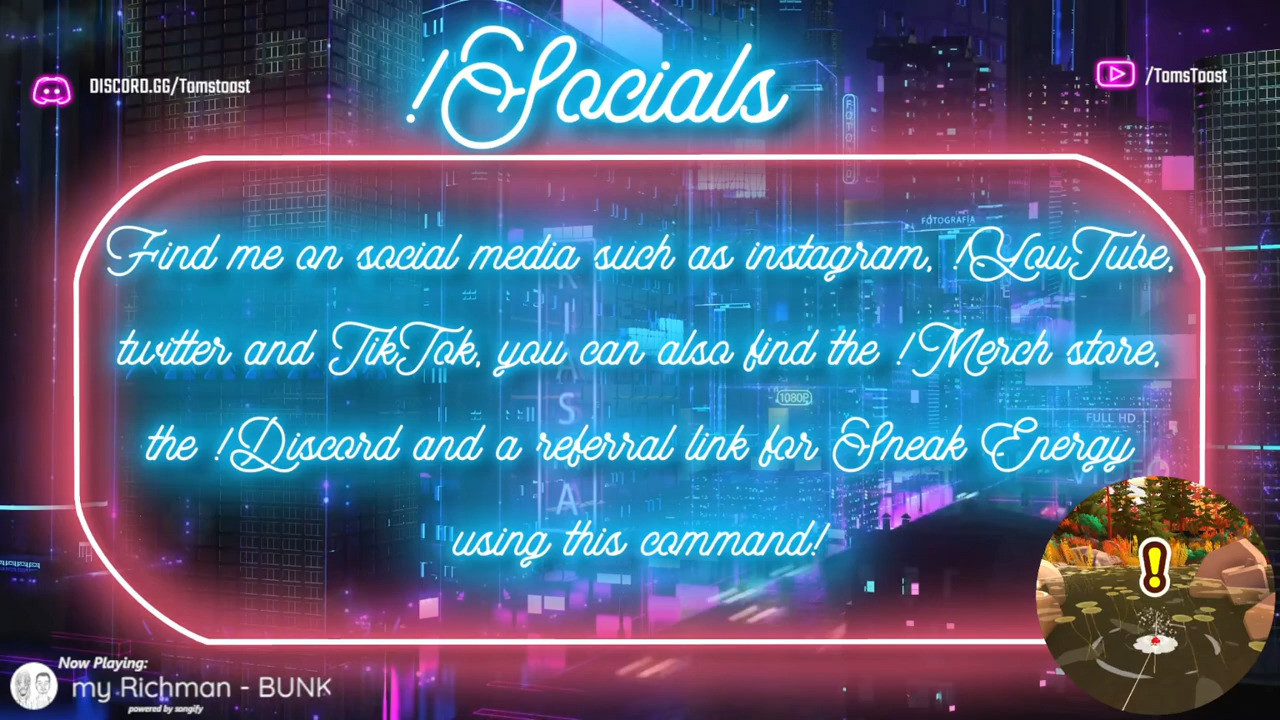 !Socials
DISCORD.GG/Tomstoast
/TamsToast
FOTOGRAFIA
Find me on social media such as instagram, !YouTube,
twitter and TikTok, you can also find the !Merch store,
1080P
FULL HD
the !Discord and a referral link for Sneak Energy
using this command!
!
Now Playing:
my Richman - BUNK
powered by songify